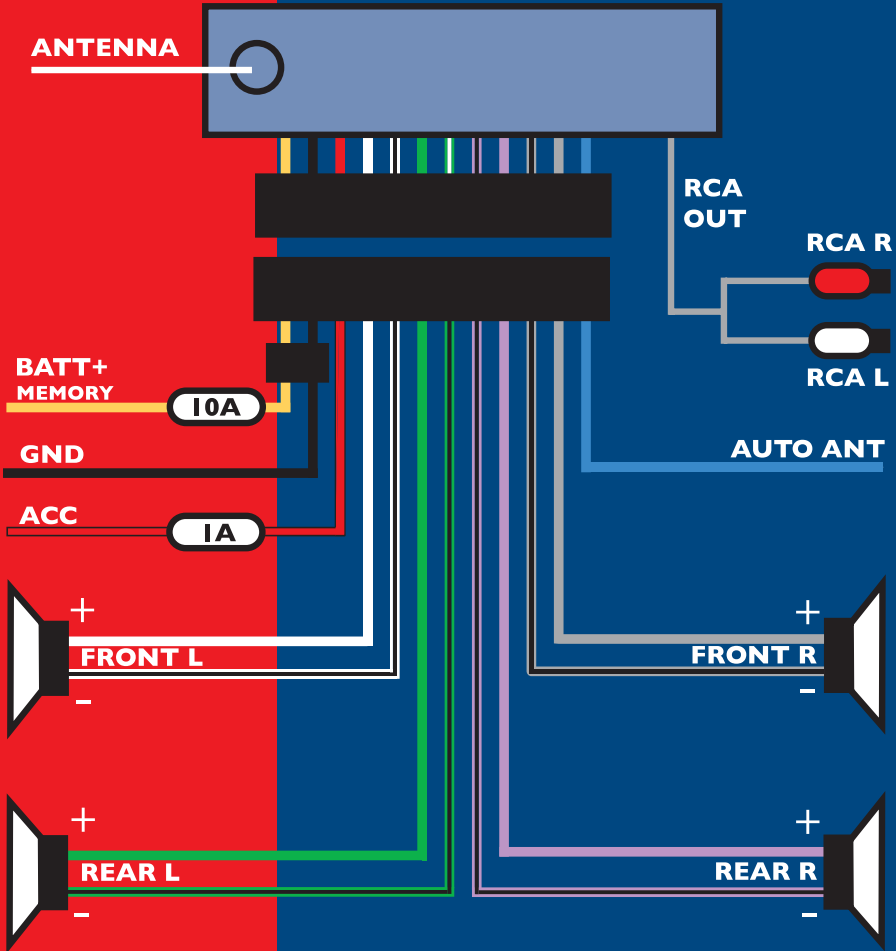 ANTENNA
RCA
OUT
RCA R
RCA L
BATT+
MEMORY
10A
GND
AUTO ANT
ACC
1A
+
FRONT L
-
+
FRONT R
-
+
REAR L
-
+
REAR R
-